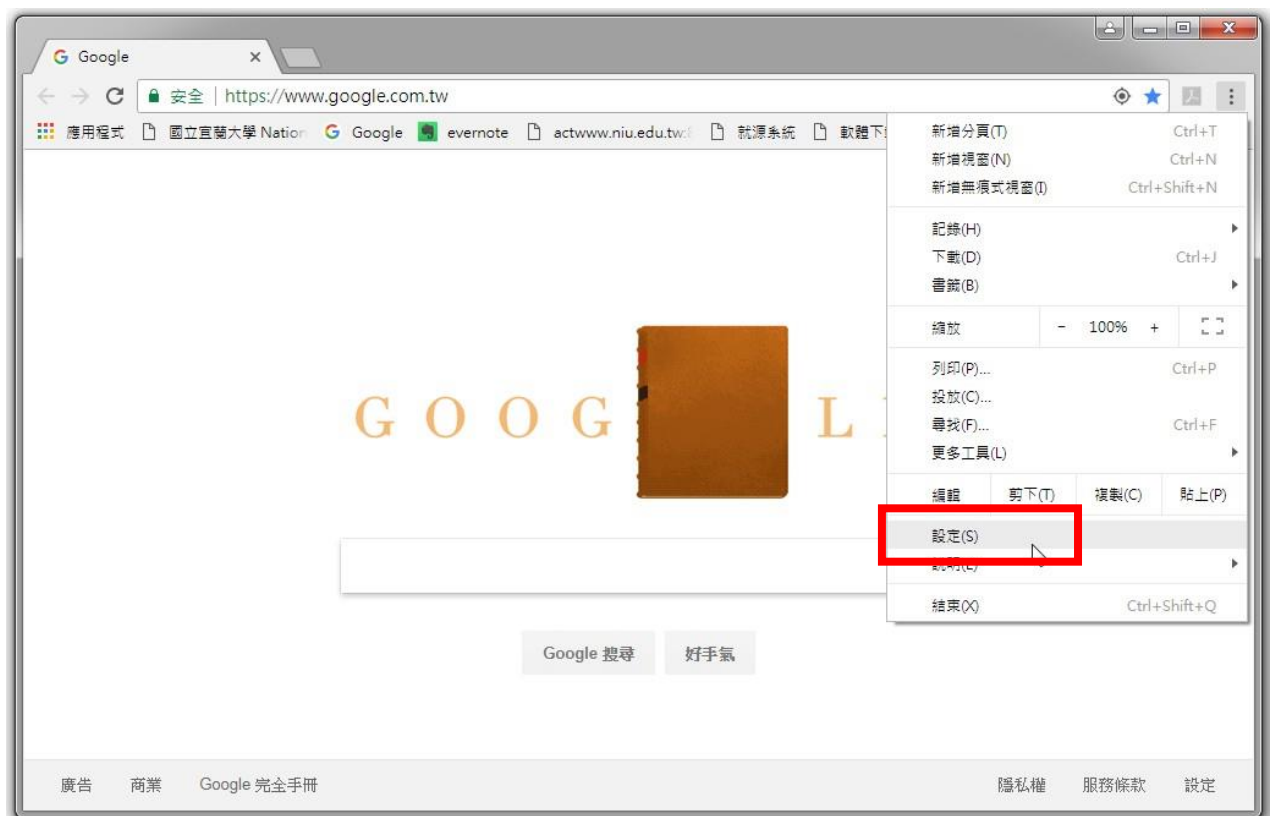 Google
安全 | https://www.google.com.tw
應用程式 國立宜蘭大學 Nation Google evernote actwww.niu.edu.tw: 就源系統 軟體下
新增分頁(T) Ctrl+T
新增視窗(N) Ctrl+N
新增無痕式視窗(I) Ctrl+Shift+N
記錄(H)
下載(D) Ctrl+J
書籤(B)
縮放 - 100% +
列印(P)... Ctrl+P
投放(C)...
尋找(F)... Ctrl+F
更多工具(L)
編輯 剪下(T) 複製(C) 貼上(P)
設定(S)
說明(E)
結束(X) Ctrl+Shift+Q
G O O G L
Google 搜尋 好手氣
廣告 商業 Google 完全手冊 隱私權 服務條款 設定